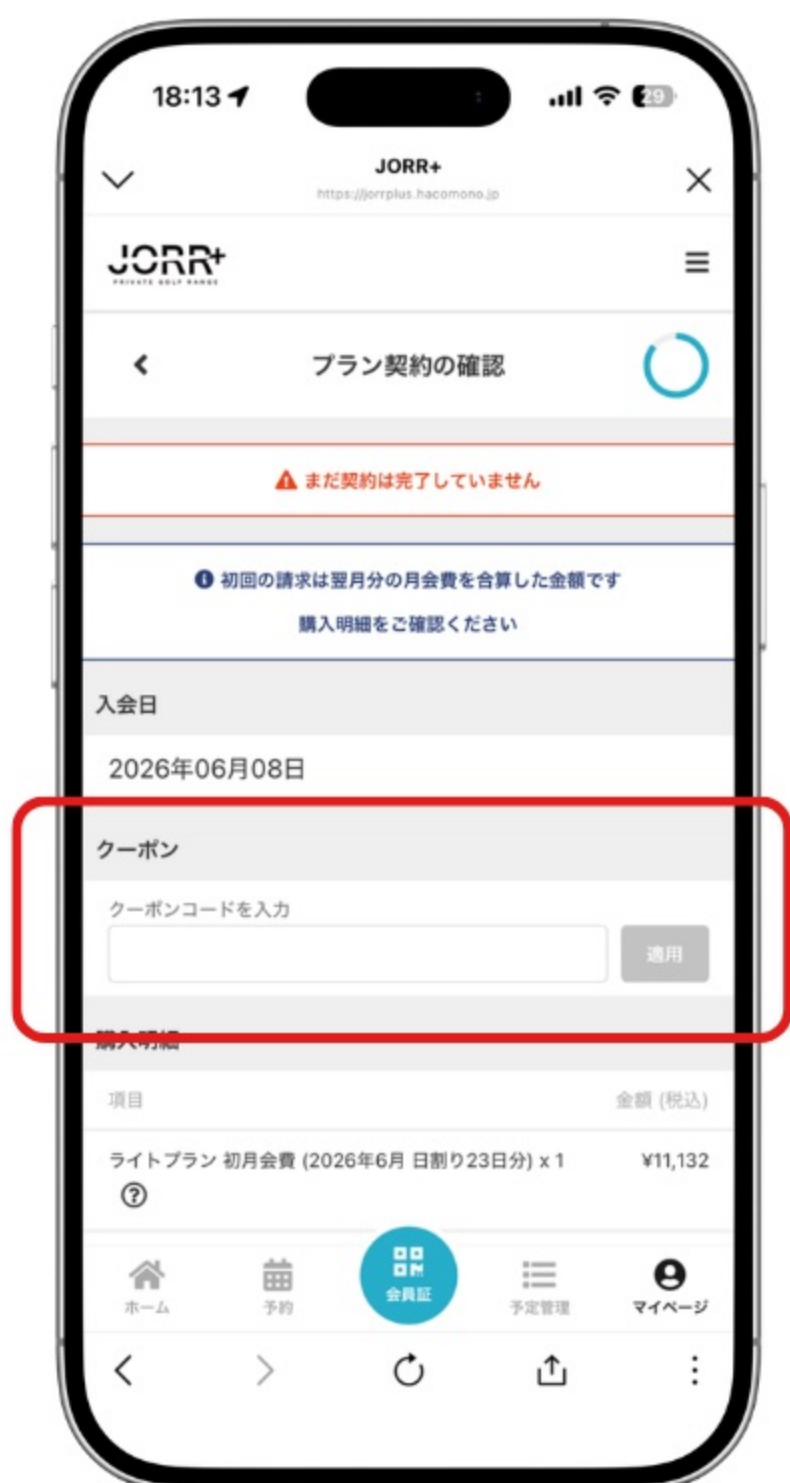 18:13
29
JORR+
https://jorrplus.hacomono.jp
JORR+
PRIVATE GOLF RANGE
プラン契約の確認
まだ契約は完了していません
初回の請求は翌月分の月会費を合算した金額です
購入明細をご確認ください
入会日
2026年06月08日
クーポン
クーポンコードを入力
適用
購入明細
項目 金額 (税込)
ライトプラン 初月会費 (2026年6月 日割り23日分) x 1 ¥11,132
ホーム 予約 会員証 予定管理 マイページ